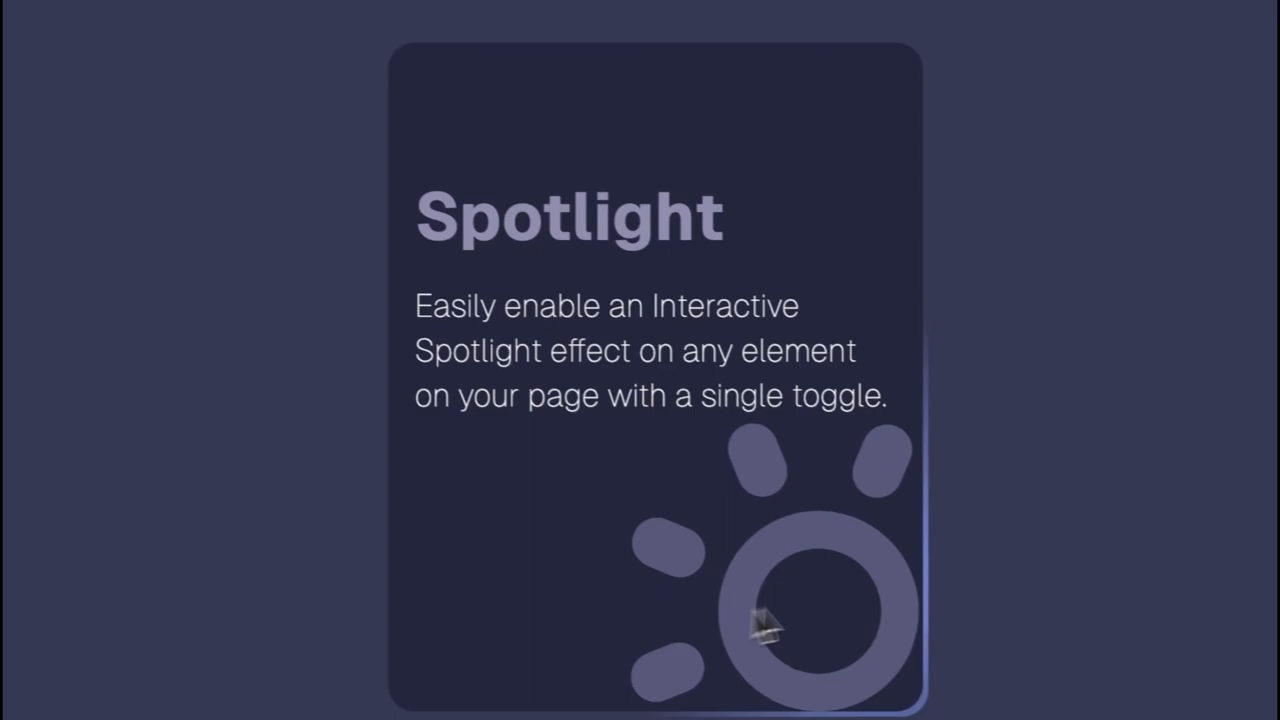 Spotlight
Easily enable an Interactive
Spotlight effect on any element
on your page with a single toggle.